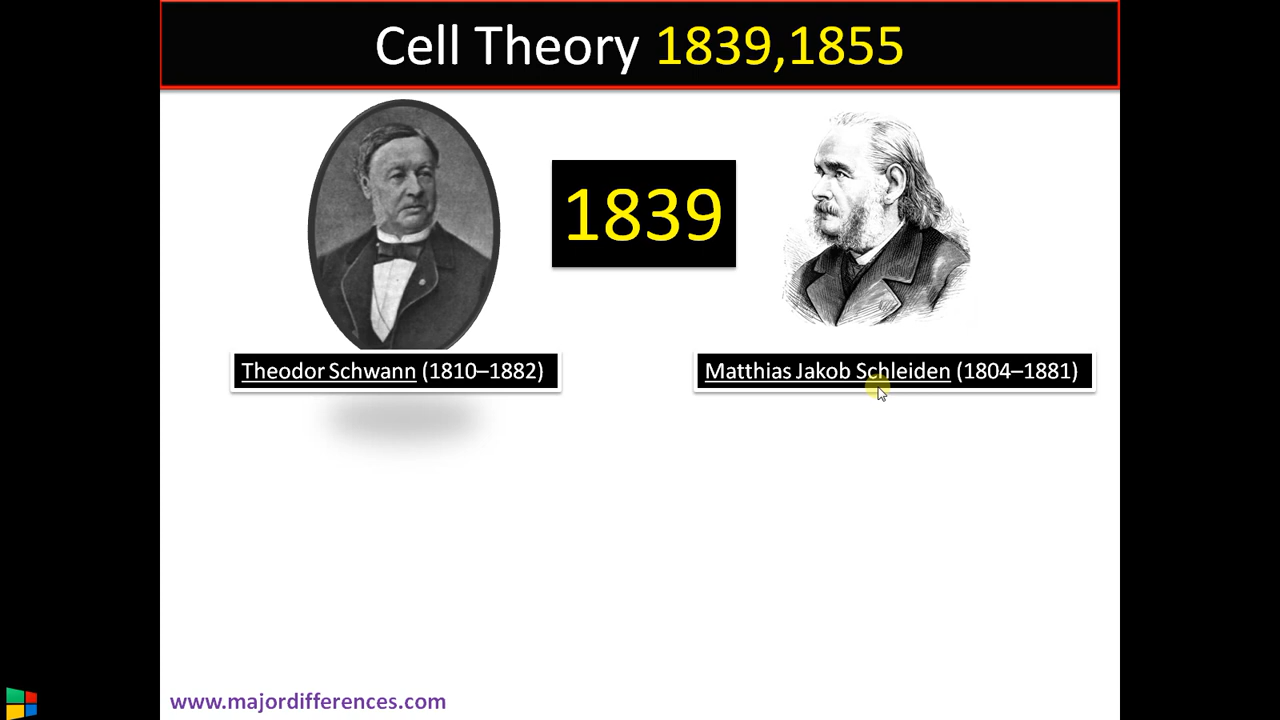 Cell Theory 1839,1855
1839
Theodor Schwann (1810–1882)
Matthias Jakob Schleiden (1804–1881)
www.majordifferences.com